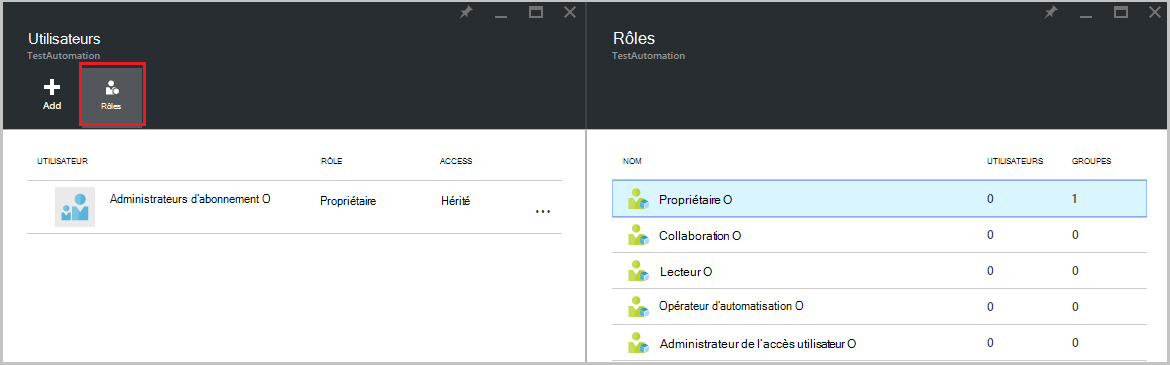 Utilisateurs
TestAutomation
Add
Rôles
UTILISATEUR RÔLE ACCESS
Administrateurs d'abonnement O Propriétaire Hérité ...
Rôles
TestAutomation
NOM UTILISATEURS GROUPES
Propriétaire O 0 1
Collaboration O 0 0
Lecteur O 0 0
Opérateur d'automatisation O 0 0
Administrateur de l'accès utilisateur O 0 0